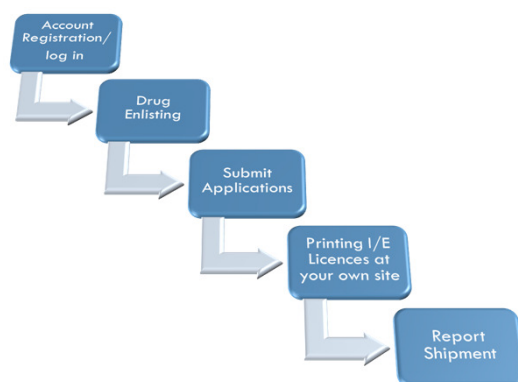 Account
Registration/
log in
Drug
Enlisting
Submit
Applications
Printing I/E
Licences at
your own site
Report
Shipment